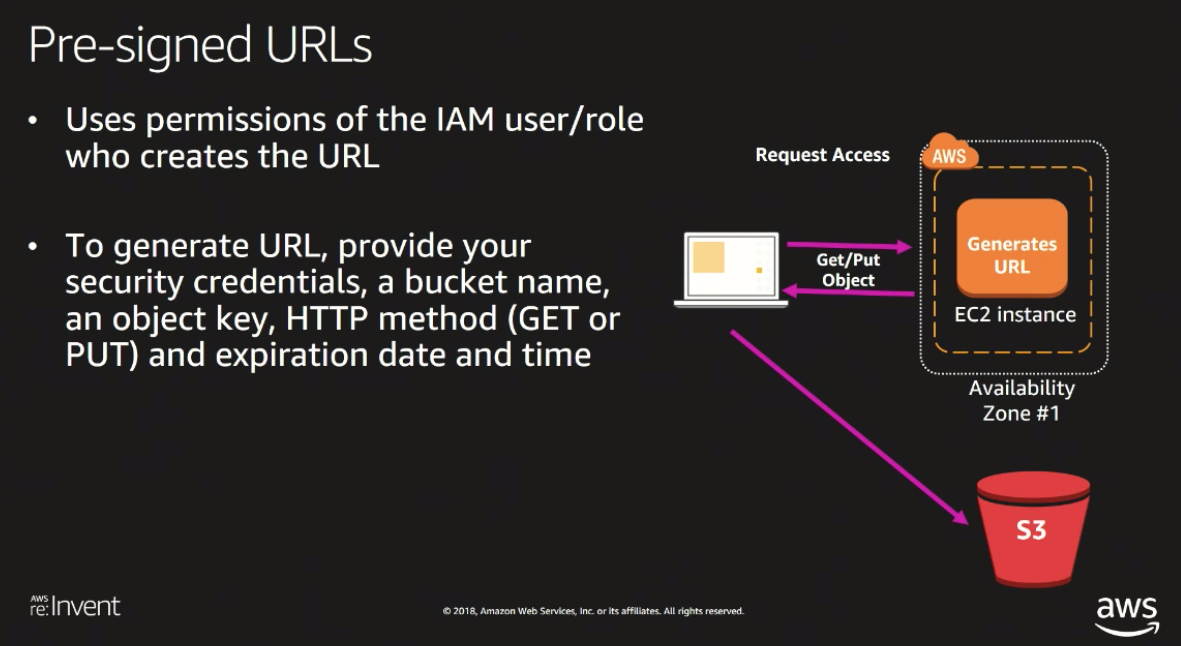 Pre-signed URLs
• Uses permissions of the IAM user/role
who creates the URL
• To generate URL, provide your
security credentials, a bucket name,
an object key, HTTP method (GET or
PUT) and expiration date and time
Request Access
AWS
Get/Put
Object
Generates
URL
EC2 instance
Availability
Zone #1
S3
AWS
re:Invent
© 2018, Amazon Web Services, Inc. or its affiliates. All rights reserved.
aws